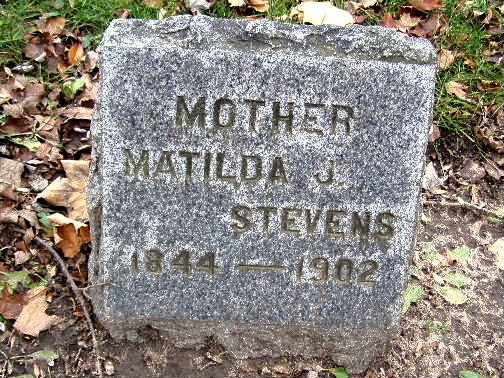 MOTHER
MATILDA J.
STEVENS
1844 — 1902